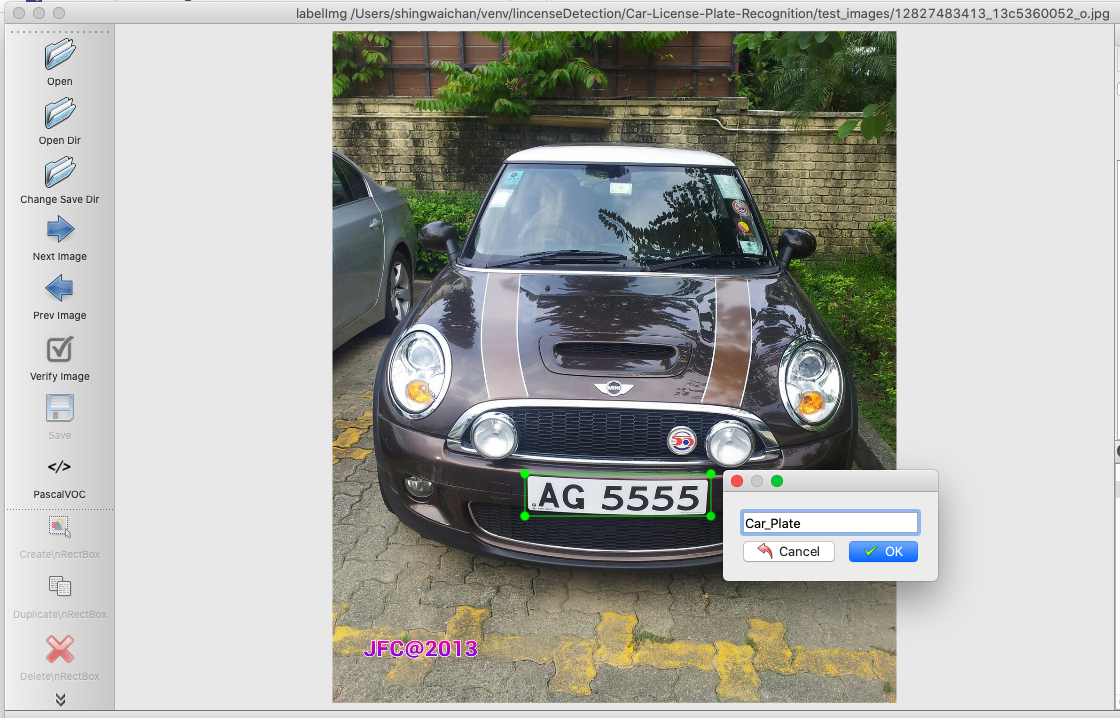 labelImg /Users/shingwaichan/venv/lincenseDetection/Car-License-Plate-Recognition/test_images/12827483413_13c5360052_o.jpg
Open
Open Dir
Change Save Dir
Next Image
Prev Image
Verify Image
Save
</>
PascalVOC
Create\nRectBox
Duplicate\nRectBox
Delete\nRectBox
MINI
AG 5555
Car_Plate
Cancel
OK
JFC@2013